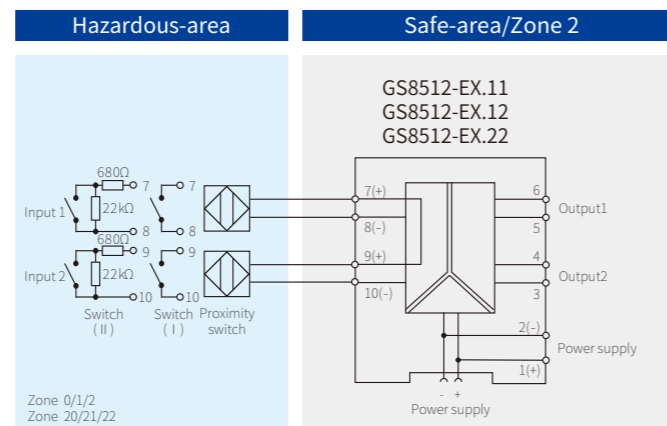 Hazardous-area
Safe-area/Zone 2
GS8512-EX.11
GS8512-EX.12
GS8512-EX.22
680Ω
7
7
7(+)
6
Input 1
22kΩ
Output1
8
8
8(-)
5
680Ω
9
9
9(+)
4
Input 2
22kΩ
Output2
10
10
10(-)
3
Switch
(II)
Switch
(I)
Proximity
switch
2(-)
Power supply
1(+)
- +
Power supply
Zone 0/1/2
Zone 20/21/22